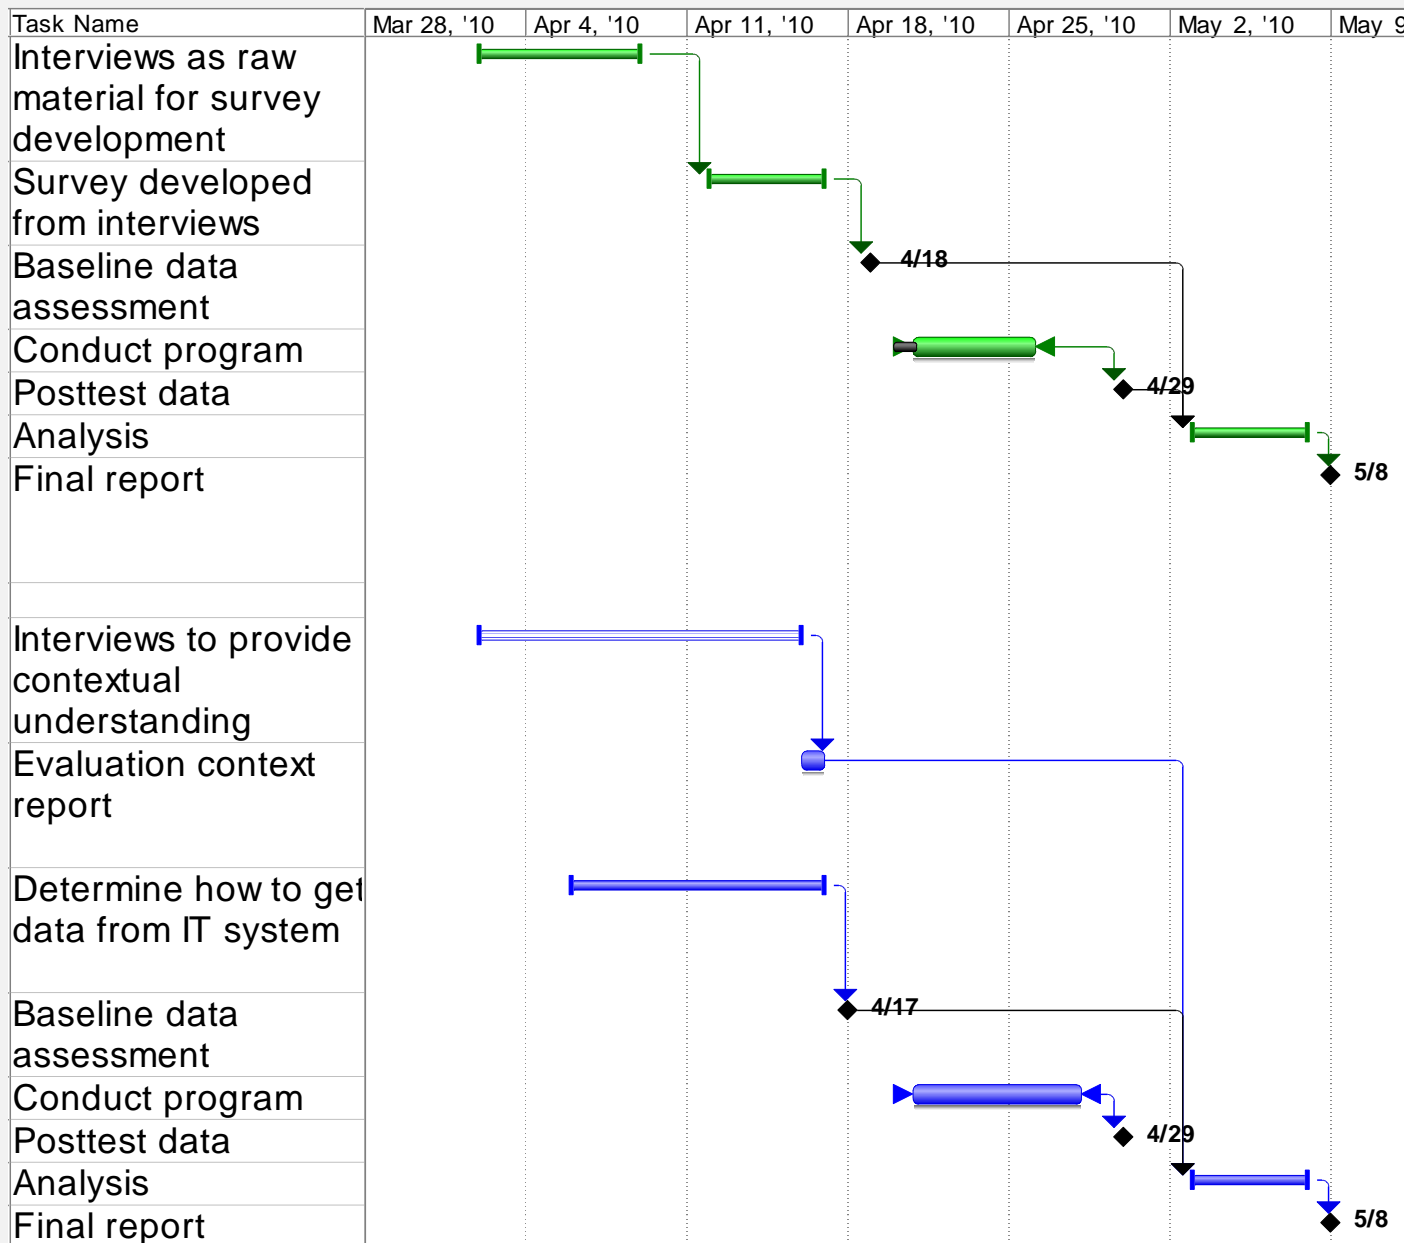 Task Name
Mar 28, '10
Apr 4, '10
Apr 11, '10
Apr 18, '10
Apr 25, '10
May 2, '10
May 9
Interviews as raw
material for survey
development
Survey developed
from interviews
Baseline data
assessment
4/18
Conduct program
Posttest data
4/29
Analysis
Final report
5/8
Interviews to provide
contextual
understanding
Evaluation context
report
Determine how to get
data from IT system
Baseline data
assessment
4/17
Conduct program
Posttest data
4/29
Analysis
Final report
5/8